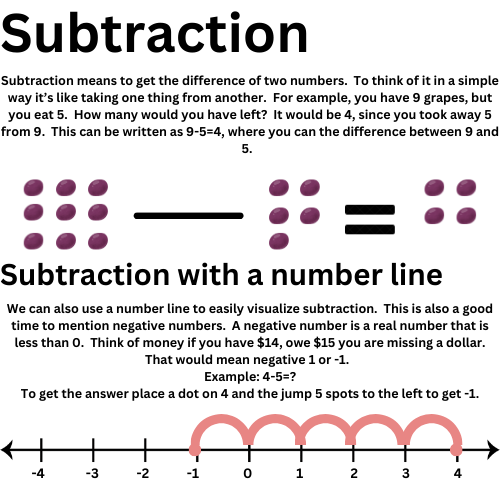 Subtraction
Subtraction means to get the difference of two numbers.  To think of it in a simple
way it's like taking one thing from another.  For example, you have 9 grapes, but
you eat 5.  How many would you have left?  It would be 4, since you took away 5
from 9.  This can be written as 9-5=4, where you can the difference between 9 and
5.
Subtraction with a number line
We can also use a number line to easily visualize subtraction.  This is also a good
time to mention negative numbers.  A negative number is a real number that is
less than 0.  Think of money if you have $14, owe $15 you are missing a dollar.
That would mean negative 1 or -1.
Example: 4-5=?
To get the answer place a dot on 4 and the jump 5 spots to the left to get -1.
-4 -3 -2 -1 0 1 2 3 4